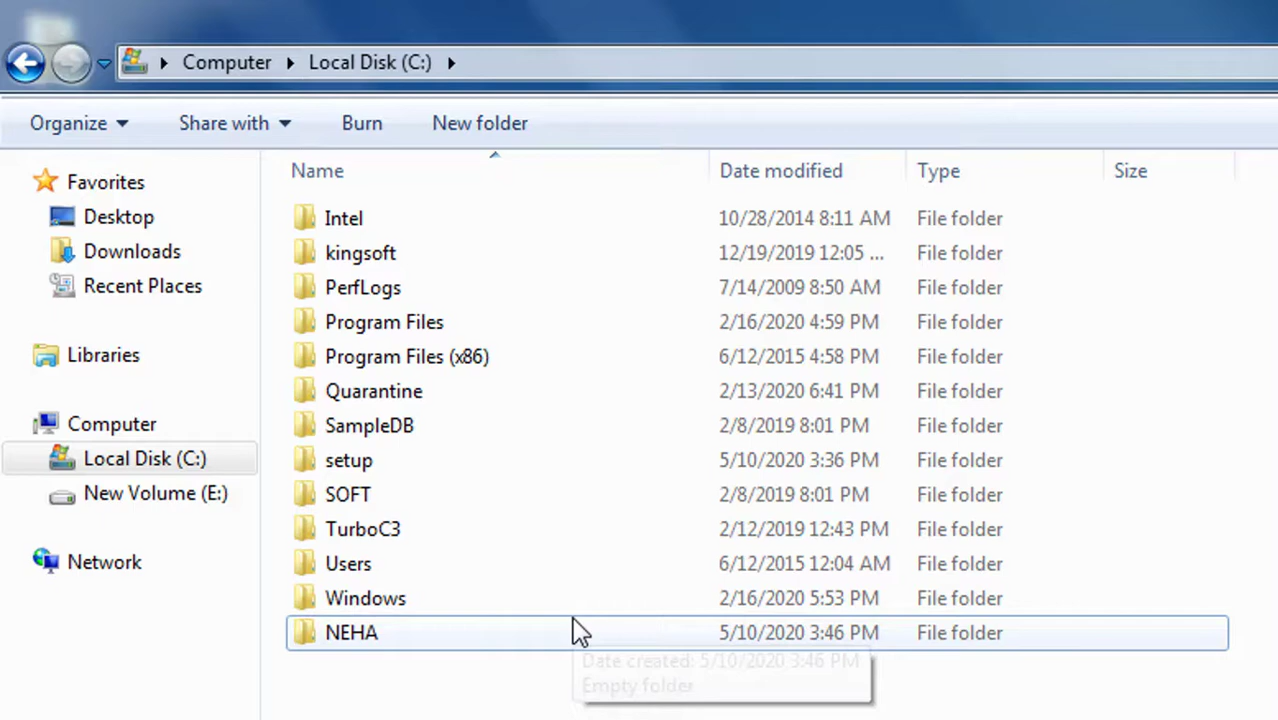 Computer Local Disk (C:)
Organize Share with Burn New folder
Name Date modified Type Size
Favorites
Desktop
Downloads
Recent Places
Libraries
Computer
Local Disk (C:)
New Volume (E:)
Network
Intel 10/28/2014 8:11 AM File folder
kingsoft 12/19/2019 12:05 ... File folder
PerfLogs 7/14/2009 8:50 AM File folder
Program Files 2/16/2020 4:59 PM File folder
Program Files (x86) 6/12/2015 4:58 PM File folder
Quarantine 2/13/2020 6:41 PM File folder
SampleDB 2/8/2019 8:01 PM File folder
setup 5/10/2020 3:36 PM File folder
SOFT 2/8/2019 8:01 PM File folder
TurboC3 2/12/2019 12:43 PM File folder
Users 6/12/2015 12:04 AM File folder
Windows 2/16/2020 5:53 PM File folder
NEHA 5/10/2020 3:46 PM File folder
Date created: 5/10/2020 3:46 PM
Empty folder